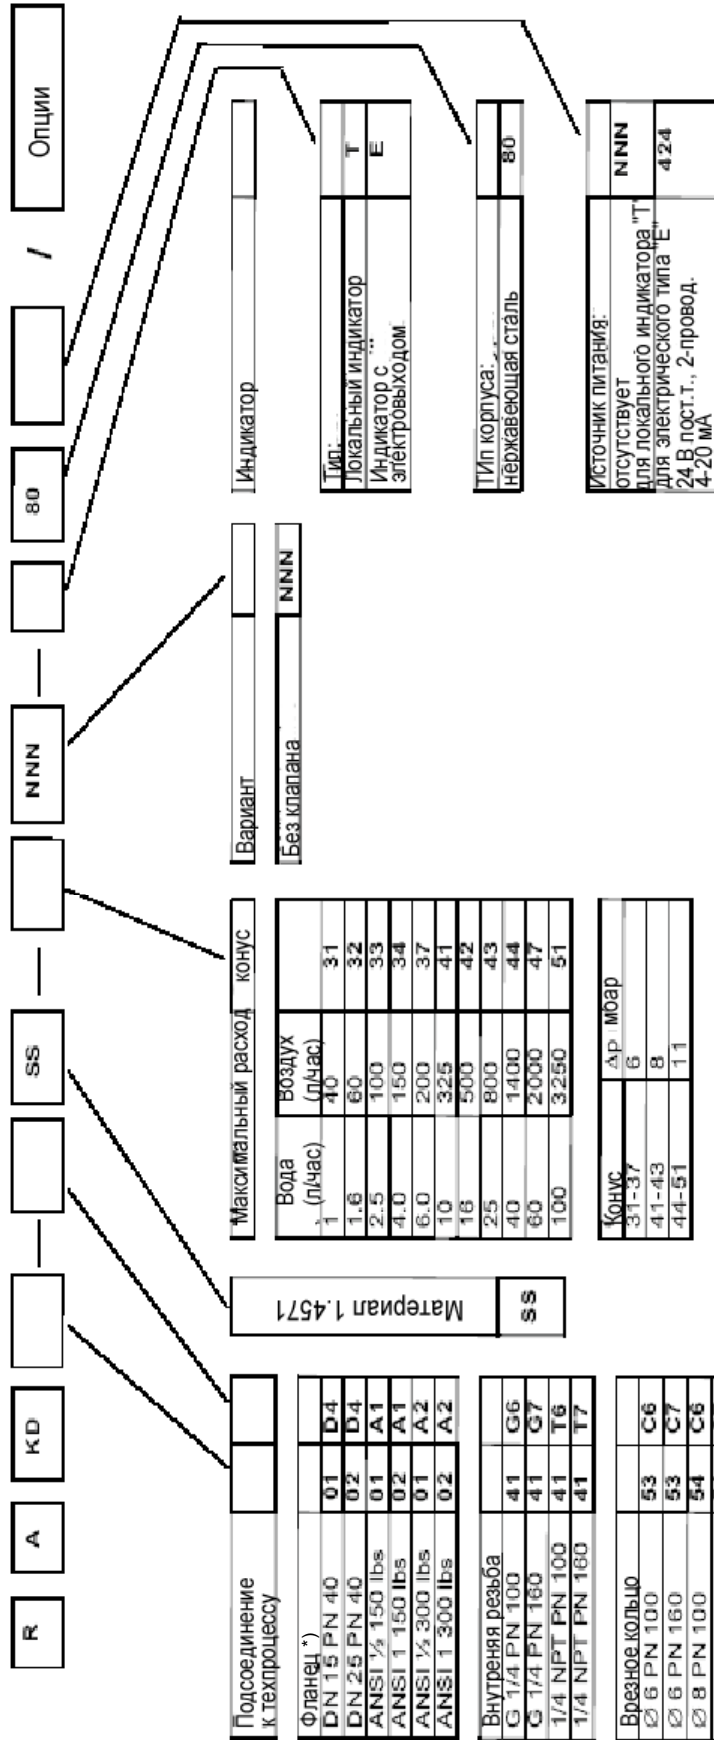 R A KD — SS — NNN — 80 / Опции
Подсоединение
к техпроцессу
Фланец *)
DN 15 PN 40 01 D4
DN 25 PN 40 02 D4
ANSI ½ 150 lbs 01 A1
ANSI 1 150 lbs 02 A1
ANSI ½ 300 lbs 01 A2
ANSI 1 300 lbs 02 A2
Внутреняя резьба
G 1/4 PN 100 41 G6
G 1/4 PN 160 41 G7
1/4 NPT PN 100 41 T6
1/4 NPT PN 160 41 T7
Врезное кольцо
∅ 6 PN 100 53 C6
∅ 6 PN 160 53 C7
∅ 8 PN 100 54 C6
Материал 1.4571 SS
Максимальный расход конус
Вода Воздух
(л/час) (л/час)
1 40 31
1.6 60 32
2.5 100 33
4.0 150 34
6.0 200 37
10 325 41
16 500 42
25 800 43
40 1400 44
60 2000 47
100 3250 51
Конус Δp мбар
31-37 6
41-43 8
44-51 11
Вариант
Без клапана NNN
Индикатор
Тип:
Локальный индикатор T
Индикатор с E
электровыходом
ТИп корпуса:
нержавеющая сталь 80
Источник питания:
отсутствует NNN
для локального индикатора "T"
для электрического типа "E" 424
24 В пост.т., 2-провод.
4-20 мА